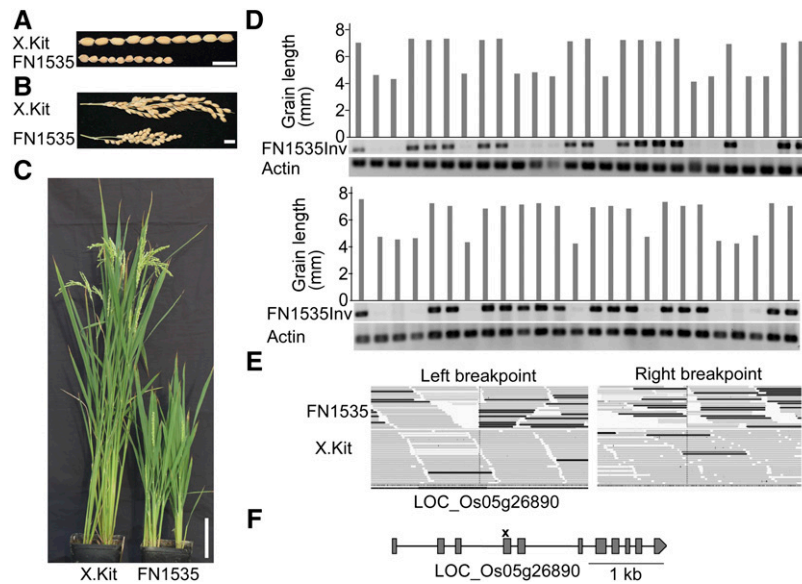 A
X.Kit
FN1535
B
X.Kit
FN1535
C
X.Kit FN1535
D
Grain length
(mm)
8
6
4
2
0
FN1535Inv
Actin
Grain length
(mm)
8
6
4
2
0
FN1535Inv
Actin
E
Left breakpoint Right breakpoint
FN1535
X.Kit
LOC_Os05g26890
F
x
LOC_Os05g26890 1 kb